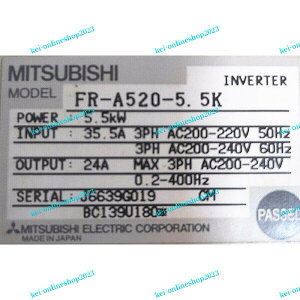 MITSUBISHI INVERTER
MODEL FR-A520-5.5K
POWER : 5.5kW
INPUT : 35.5A 3PH AC200-220V 50Hz
3PH AC200-240V 60Hz
OUTPUT: 24A MAX 3PH AC200-240V
0.2-400Hz
SERIAL: J6639G019 CM
PASSED
MITSUBISHI ELECTRIC CORPORATION
MADE IN JAPAN
kei-onlineshop2023